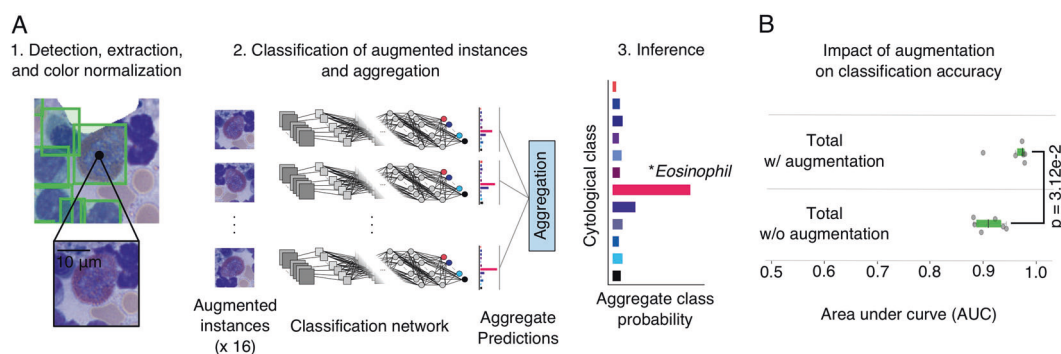 A
1. Detection, extraction,
and color normalization
10 µm
2. Classification of augmented instances
and aggregation
Augmented
instances
(x 16)
Classification network
Aggregate
Predictions
Aggregation
3. Inference
Cytological class
*Eosinophil
Aggregate class
probability
B
Impact of augmentation
on classification accuracy
Total
w/ augmentation
Total
w/o augmentation
p = 3.12e-2
0.5 0.6 0.7 0.8 0.9 1.0
Area under curve (AUC)